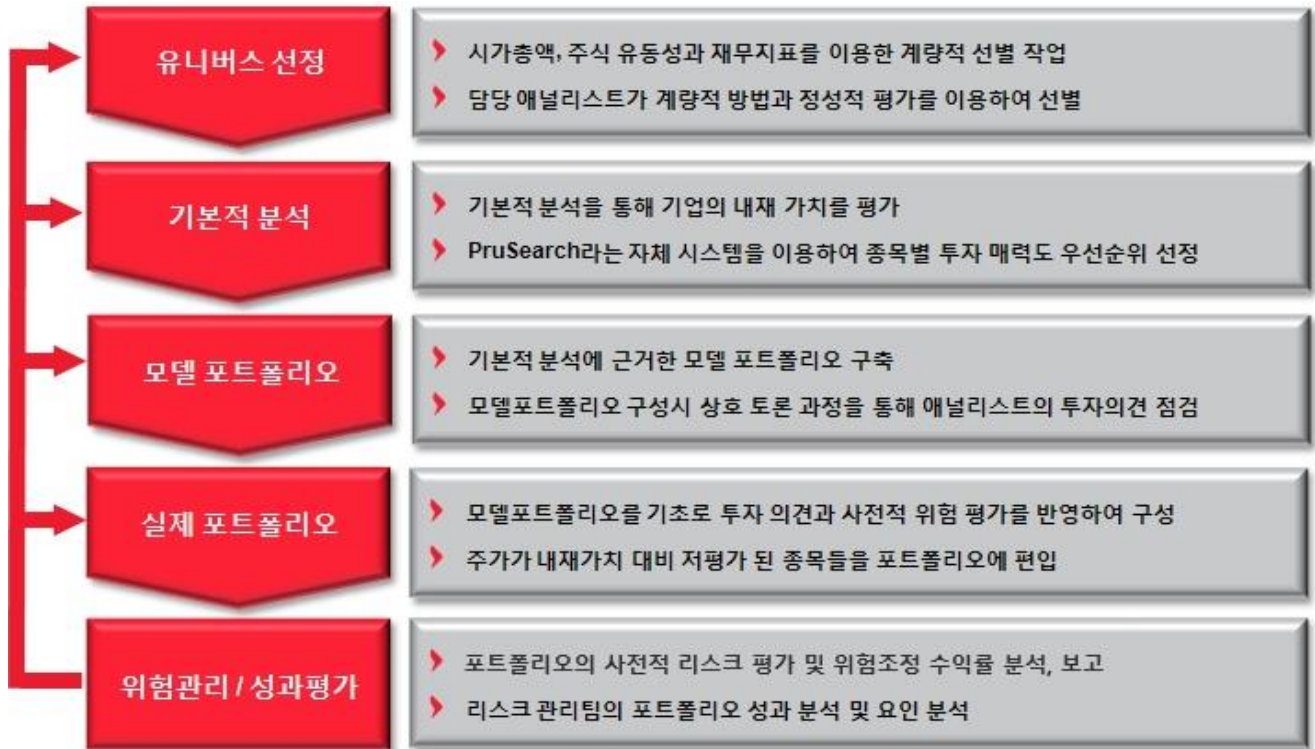 유니버스 선정
시가총액, 주식 유동성과 재무지표를 이용한 계량적 선별 작업
담당 애널리스트가 계량적 방법과 정성적 평가를 이용하여 선별
기본적 분석
기본적 분석을 통해 기업의 내재 가치를 평가
PruSearch라는 자체 시스템을 이용하여 종목별 투자 매력도 우선순위 선정
모델 포트폴리오
기본적 분석에 근거한 모델 포트폴리오 구축
모델포트폴리오 구성시 상호 토론 과정을 통해 애널리스트의 투자의견 점검
실제 포트폴리오
모델포트폴리오를 기초로 투자 의견과 사전적 위험 평가를 반영하여 구성
주가가 내재가치 대비 저평가 된 종목들을 포트폴리오에 편입
위험관리 / 성과평가
포트폴리오의 사전적 리스크 평가 및 위험조정 수익률 분석, 보고
리스크 관리팀의 포트폴리오 성과 분석 및 요인 분석